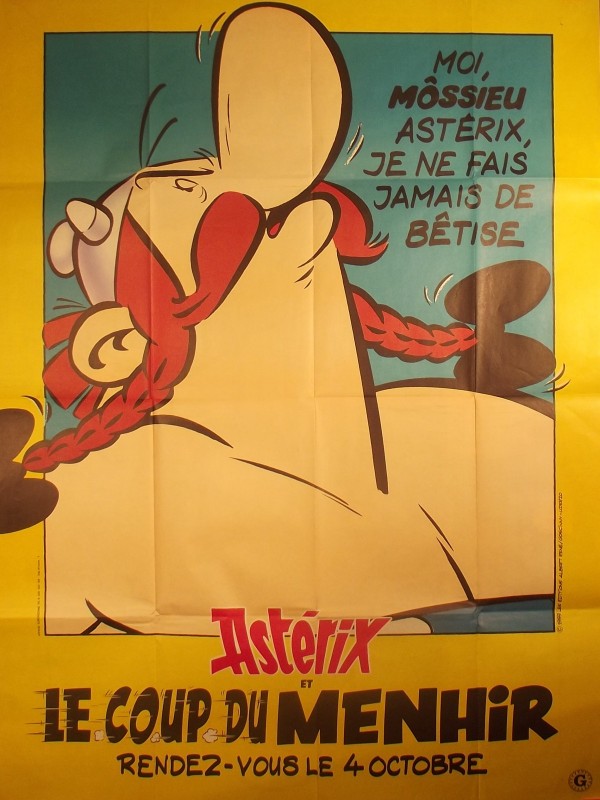 MOI,
MÔSSIEU
ASTÉRIX,
JE NE FAIS
JAMAIS DE
BÊTISE
Astérix
ET
LE COUP DU MENHIR
RENDEZ-VOUS LE 4 OCTOBRE
G